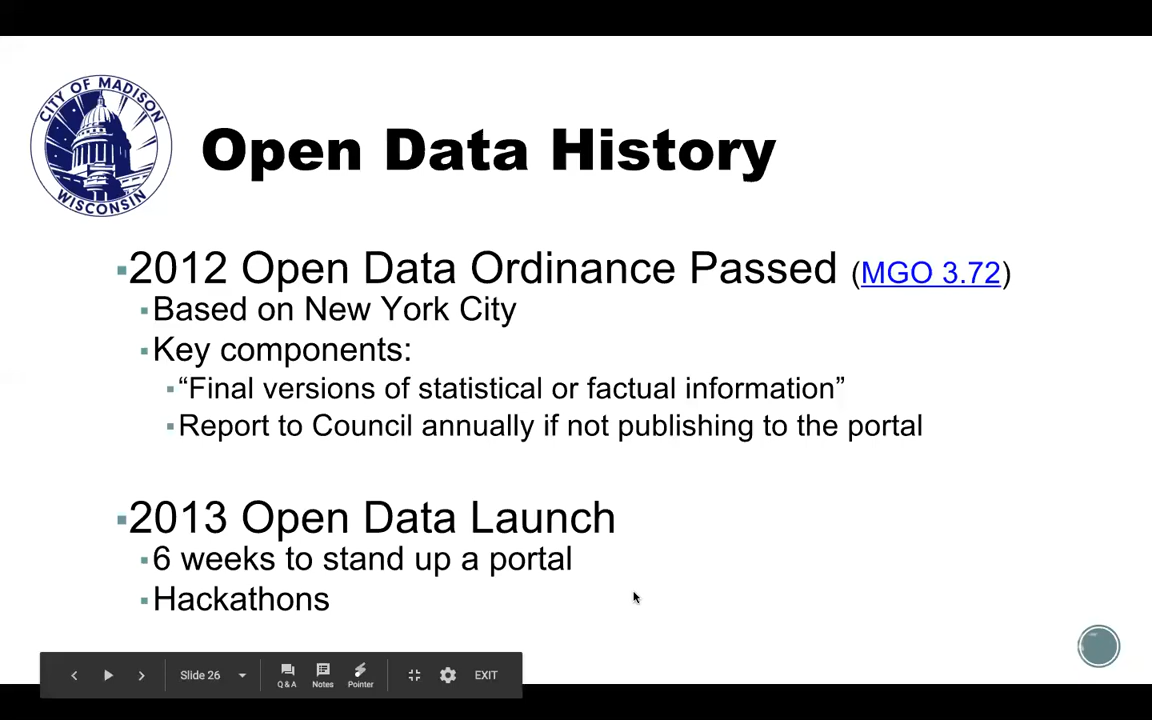 CITY OF MADISON
WISCONSIN
Open Data History
▪2012 Open Data Ordinance Passed (MGO 3.72)
▪Based on New York City
▪Key components:
▪“Final versions of statistical or factual information”
▪Report to Council annually if not publishing to the portal
▪2013 Open Data Launch
▪6 weeks to stand up a portal
▪Hackathons
Slide 26
Q & A
Notes
Pointer
EXIT